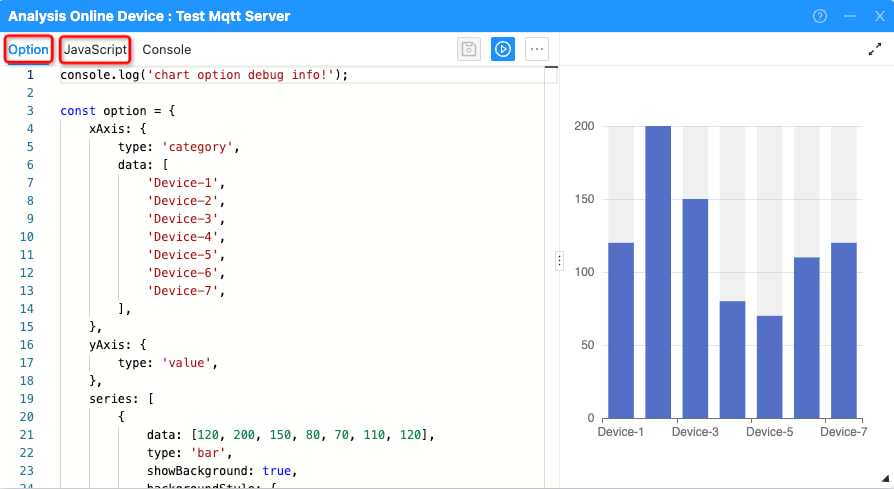 Analysis Online Device : Test Mqtt Server
Option JavaScript Console
1 console.log('chart option debug info!');
2
3 const option = {
4 xAxis: {
5 type: 'category',
6 data: [
7 'Device-1',
8 'Device-2',
9 'Device-3',
10 'Device-4',
11 'Device-5',
12 'Device-6',
13 'Device-7',
14 ],
15 },
16 yAxis: {
17 type: 'value',
18 },
19 series: [
20 {
21 data: [120, 200, 150, 80, 70, 110, 120],
22 type: 'bar',
23 showBackground: true,
24 backgroundStyle: {
200
150
100
50
0
Device-1 Device-3 Device-5 Device-7